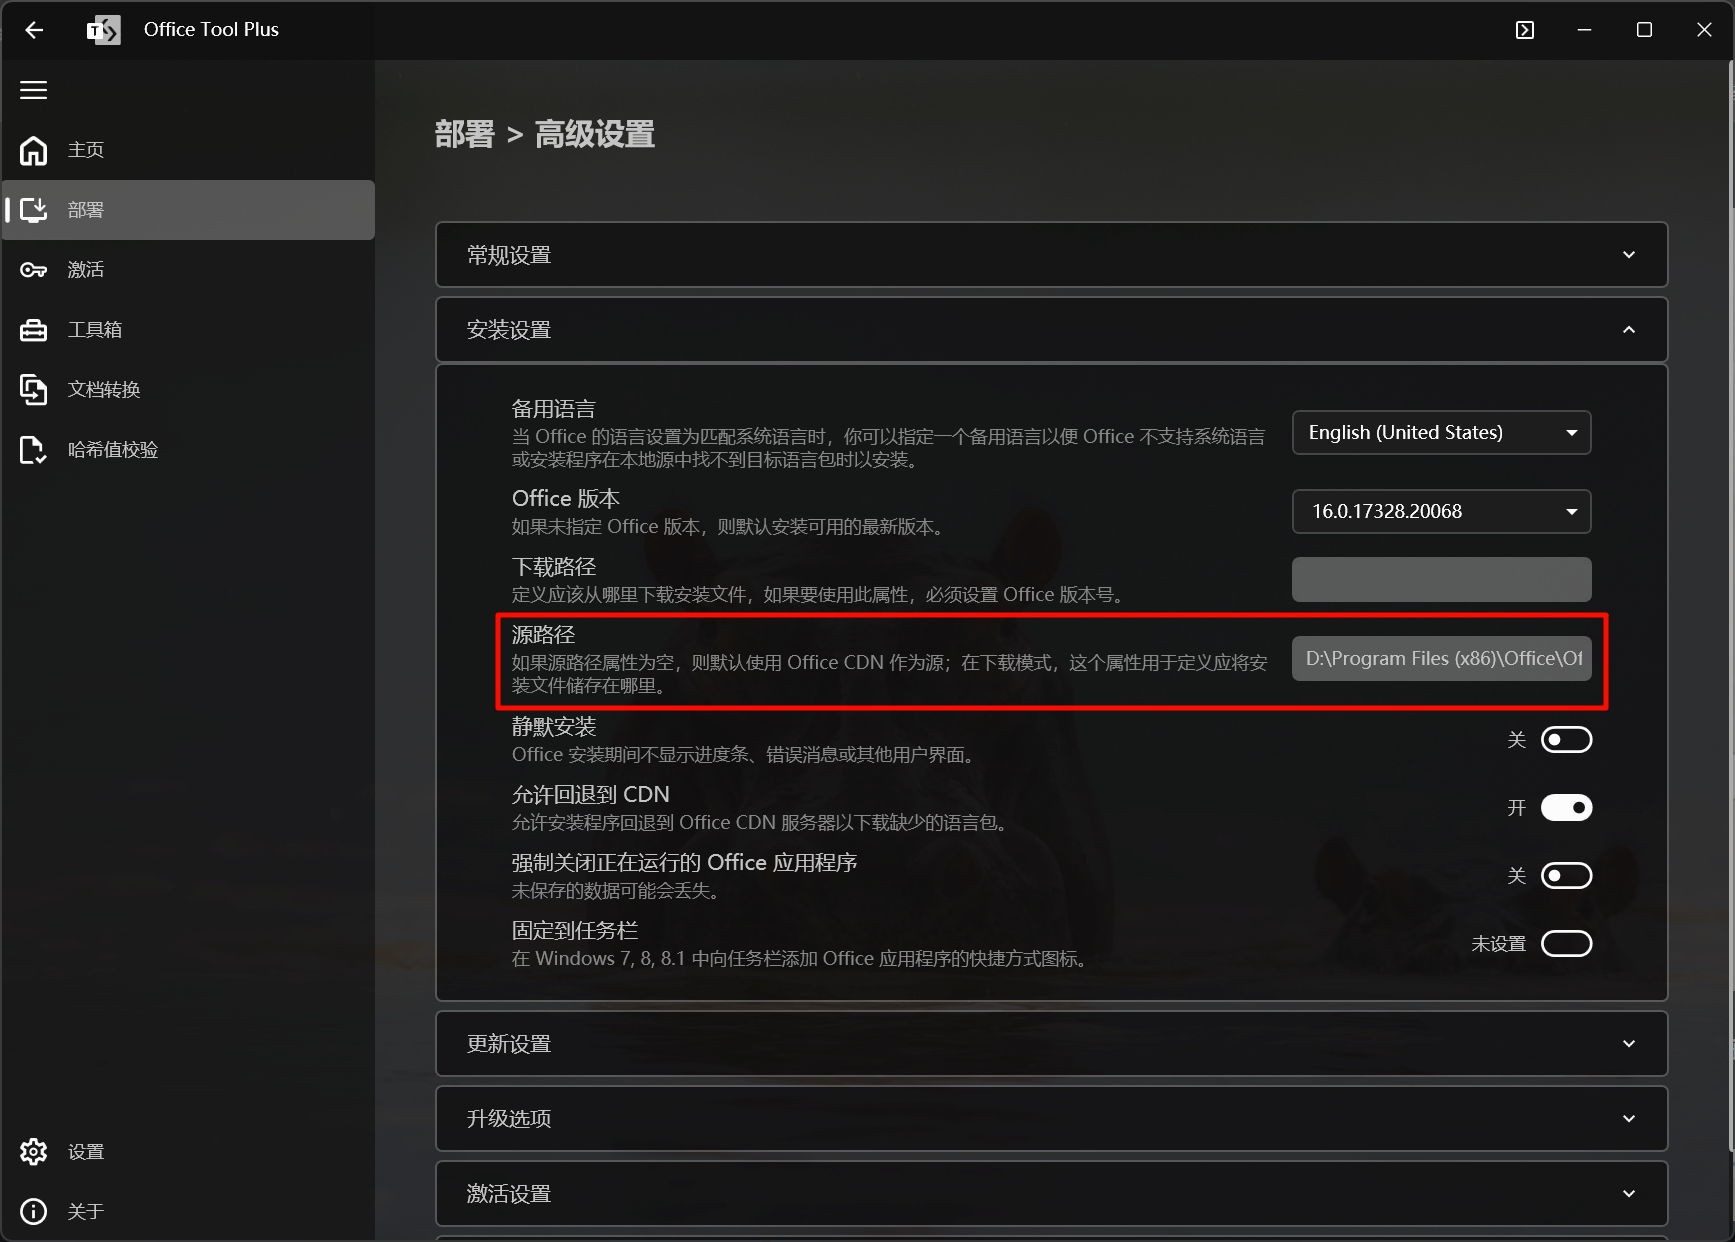 Office Tool Plus
主页
部署
激活
工具箱
文档转换
哈希值校验
设置
关于
部署 > 高级设置
常规设置
安装设置
备用语言
当 Office 的语言设置为匹配系统语言时，你可以指定一个备用语言以便 Office 不支持系统语言
或安装程序在本地源中找不到目标语言包时以安装。
English (United States)
Office 版本
如果未指定 Office 版本，则默认安装可用的最新版本。
16.0.17328.20068
下载路径
定义应该从哪里下载安装文件，如果要使用此属性，必须设置 Office 版本号。
源路径
如果源路径属性为空，则默认使用 Office CDN 作为源；在下载模式，这个属性用于定义应将安
装文件储存在哪里。
D:\Program Files (x86)\Office\Of
静默安装
Office 安装期间不显示进度条、错误消息或其他用户界面。
关
允许回退到 CDN
允许安装程序回退到 Office CDN 服务器以下载缺少的语言包。
开
强制关闭正在运行的 Office 应用程序
未保存的数据可能会丢失。
关
固定到任务栏
在 Windows 7, 8, 8.1 中向任务栏添加 Office 应用程序的快捷方式图标。
未设置
更新设置
升级选项
激活设置